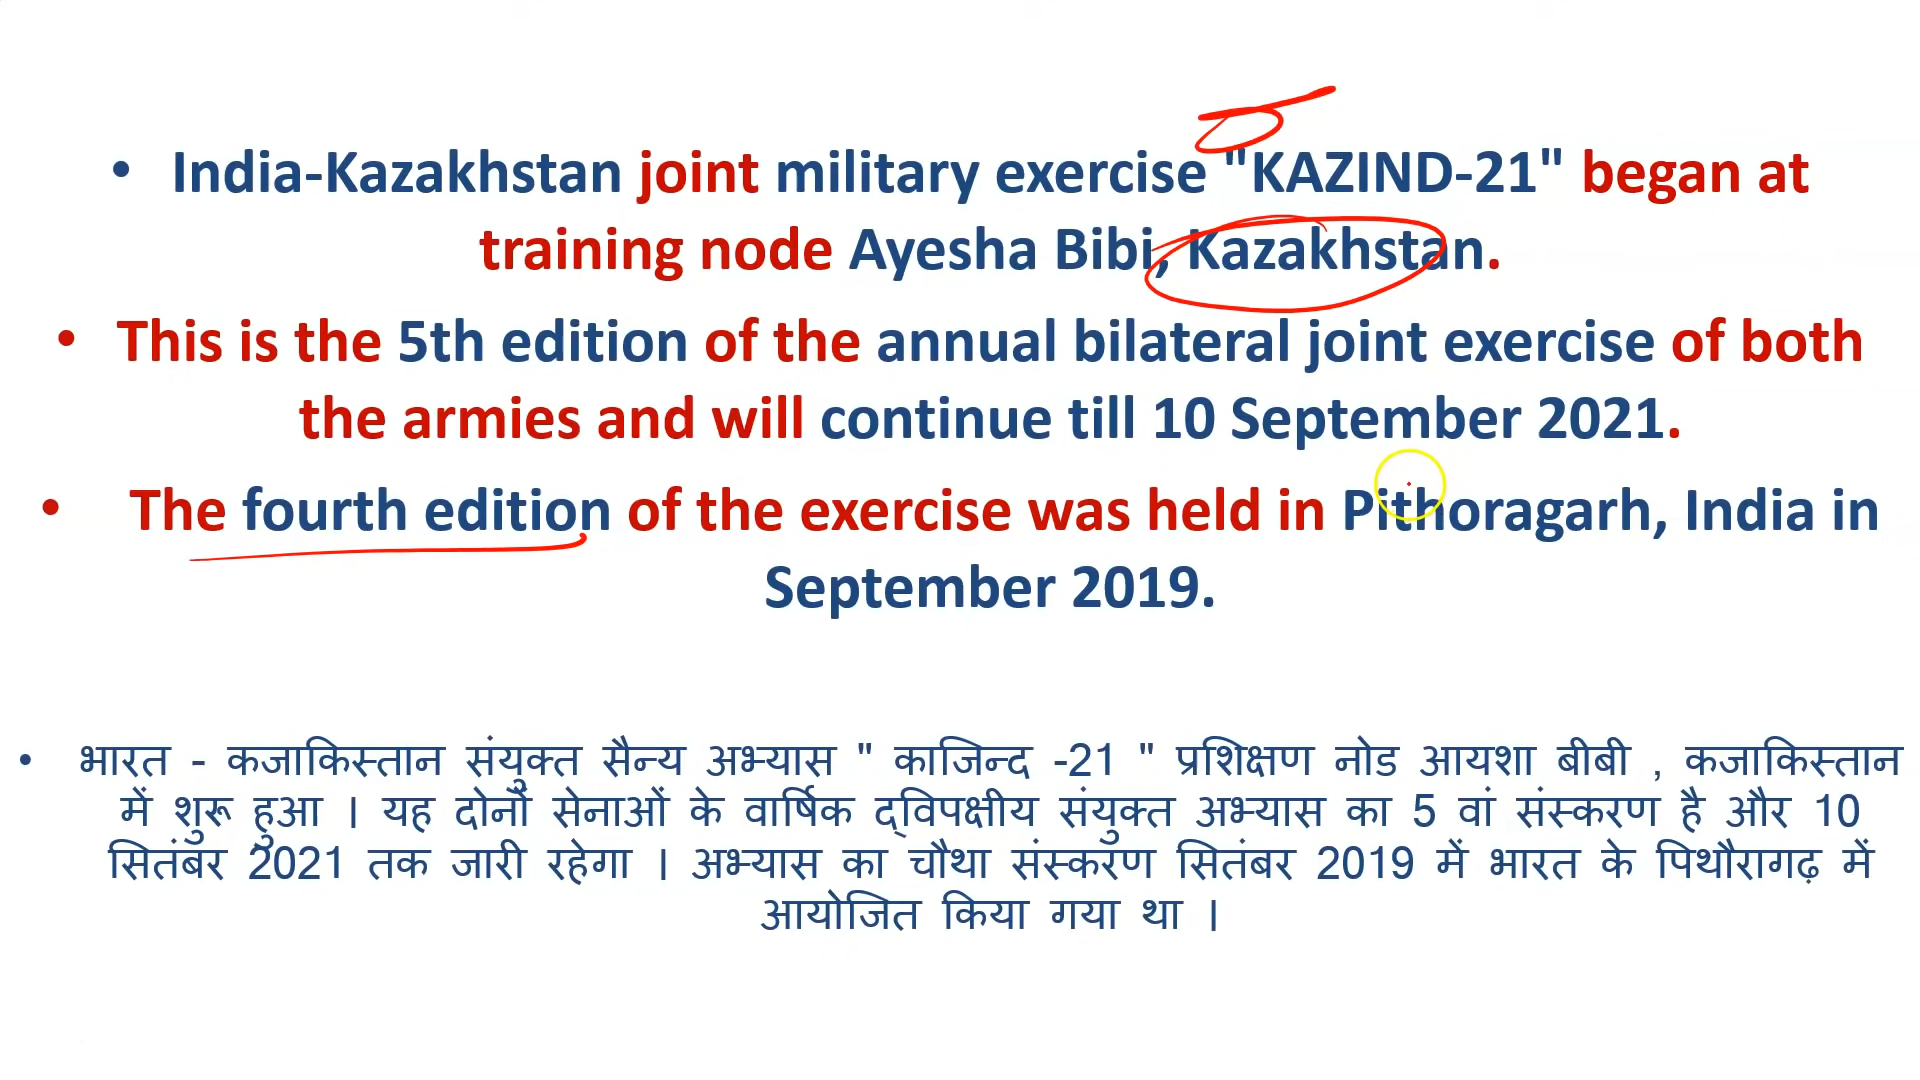 • India-Kazakhstan joint military exercise "KAZIND-21" began at
training node Ayesha Bibi, Kazakhstan.
• This is the 5th edition of the annual bilateral joint exercise of both
the armies and will continue till 10 September 2021.
• The fourth edition of the exercise was held in Pithoragarh, India in
September 2019.
• भारत - कजाकिस्तान संयुक्त सैन्य अभ्यास " काजिन्द -21 " प्रशिक्षण नोड आयशा बीबी , कजाकिस्तान
में शुरू हुआ । यह दोनों सेनाओं के वार्षिक द्विपक्षीय संयुक्त अभ्यास का 5 वां संस्करण है और 10
सितंबर 2021 तक जारी रहेगा । अभ्यास का चौथा संस्करण सितंबर 2019 में भारत के पिथौरागढ़ में
आयोजित किया गया था ।